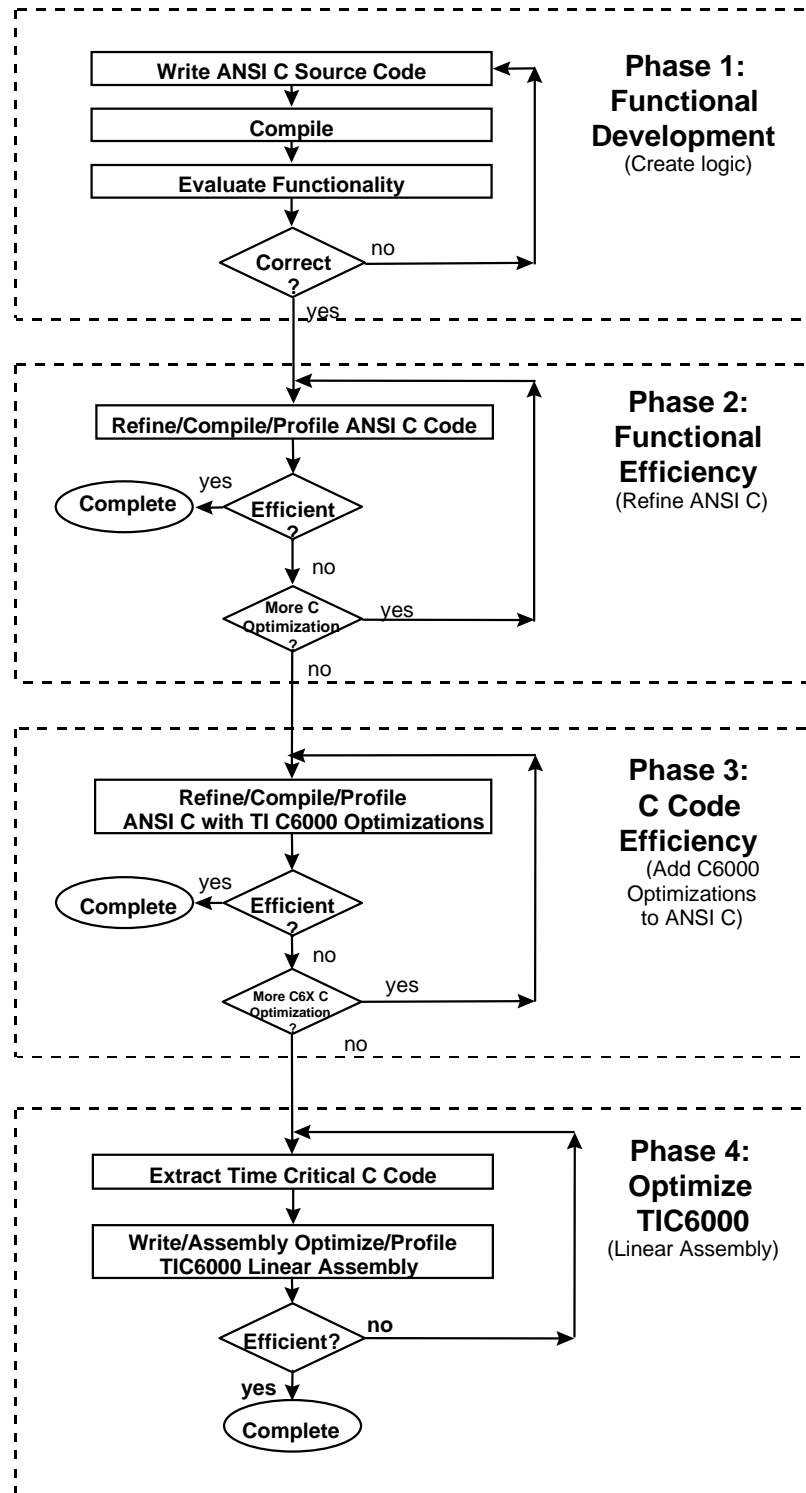 Write ANSI C Source Code
Compile
Evaluate Functionality
Correct
?
no
yes
Phase 1:
Functional
Development
(Create logic)
Refine/Compile/Profile ANSI C Code
Efficient
?
yes
Complete
no
More C
Optimization
?
yes
no
Phase 2:
Functional
Efficiency
(Refine ANSI C)
Refine/Compile/Profile
ANSI C with TI C6000 Optimizations
Efficient
?
yes
Complete
no
More C6X C
Optimization
?
yes
no
Phase 3:
C Code
Efficiency
(Add C6000
Optimizations
to ANSI C)
Extract Time Critical C Code
Write/Assembly Optimize/Profile
TIC6000 Linear Assembly
Efficient?
no
yes
Complete
Phase 4:
Optimize
TIC6000
(Linear Assembly)